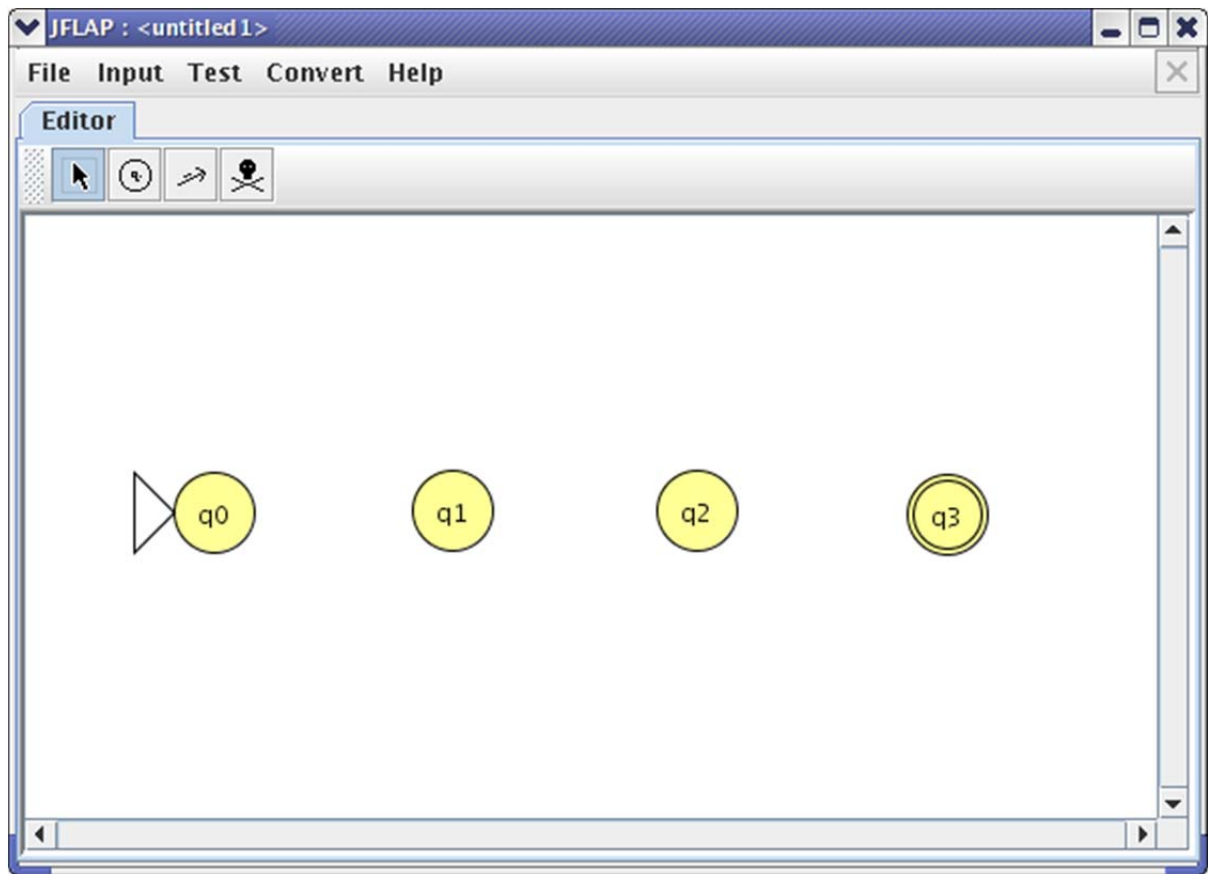 JFLAP : <untitled1>
File Input Test Convert Help
Editor
q
q0 q1 q2 q3